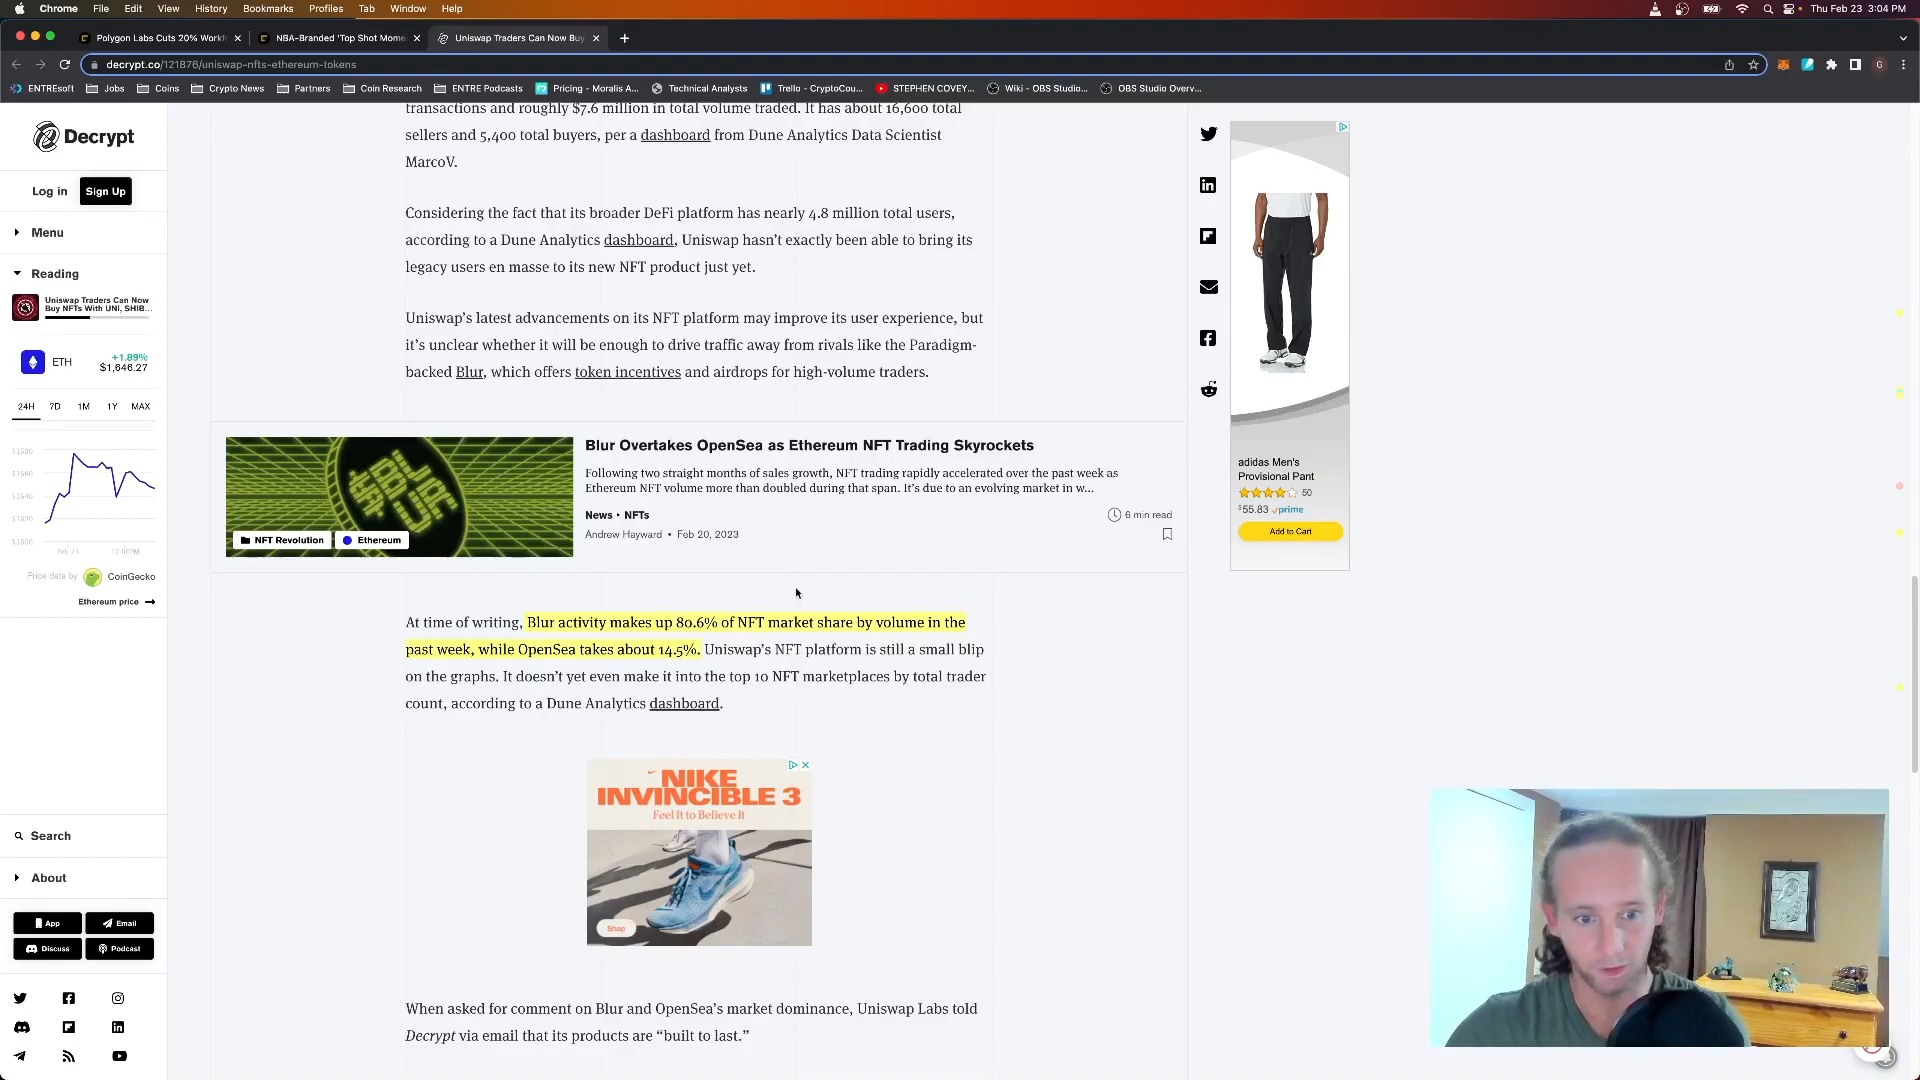 Chrome File Edit View History Bookmarks Profiles Tab Window Help
Thu Feb 23 3:04 PM
Polygon Labs Cuts 20% Workf
NBA-Branded 'Top Shot Mome
Uniswap Traders Can Now Buy
decrypt.co/121876/uniswap-nfts-ethereum-tokens
G
ENTREsoft Jobs Coins Crypto News Partners Coin Research ENTRE Podcasts Pricing - Moralis A... Technical Analysts Trello - CryptoCou... STEPHEN COVEY... Wiki - OBS Studio... OBS Studio Overv...
Decrypt
Log in Sign Up
Menu
Reading
Uniswap Traders Can Now
Buy NFTs With UNI, SHIB...
ETH
+1.89%
$1,646.27
24H 7D 1M 1Y MAX
$1680
$1660
$1640
$1620
$1600
Feb 23 12:00PM
Price data by CoinGecko
Ethereum price
Search
About
App Email
Discuss Podcast
transactions and roughly $7.6 million in total volume traded. It has about 16,600 total
sellers and 5,400 total buyers, per a dashboard from Dune Analytics Data Scientist
MarcoV.
Considering the fact that its broader DeFi platform has nearly 4.8 million total users,
according to a Dune Analytics dashboard, Uniswap hasn't exactly been able to bring its
legacy users en masse to its new NFT product just yet.
Uniswap's latest advancements on its NFT platform may improve its user experience, but
it's unclear whether it will be enough to drive traffic away from rivals like the Paradigm-
backed Blur, which offers token incentives and airdrops for high-volume traders.
NFT Revolution Ethereum
Blur Overtakes OpenSea as Ethereum NFT Trading Skyrockets
Following two straight months of sales growth, NFT trading rapidly accelerated over the past week as
Ethereum NFT volume more than doubled during that span. It's due to an evolving market in w...
News • NFTs
6 min read
Andrew Hayward • Feb 20, 2023
At time of writing, Blur activity makes up 80.6% of NFT market share by volume in the
past week, while OpenSea takes about 14.5%. Uniswap's NFT platform is still a small blip
on the graphs. It doesn't yet even make it into the top 10 NFT marketplaces by total trader
count, according to a Dune Analytics dashboard.
NIKE
INVINCIBLE 3
Feel It to Believe It
Shop
When asked for comment on Blur and OpenSea's market dominance, Uniswap Labs told
Decrypt via email that its products are “built to last.”
adidas Men's
Provisional Pant
50
$55.83 prime
Add to Cart